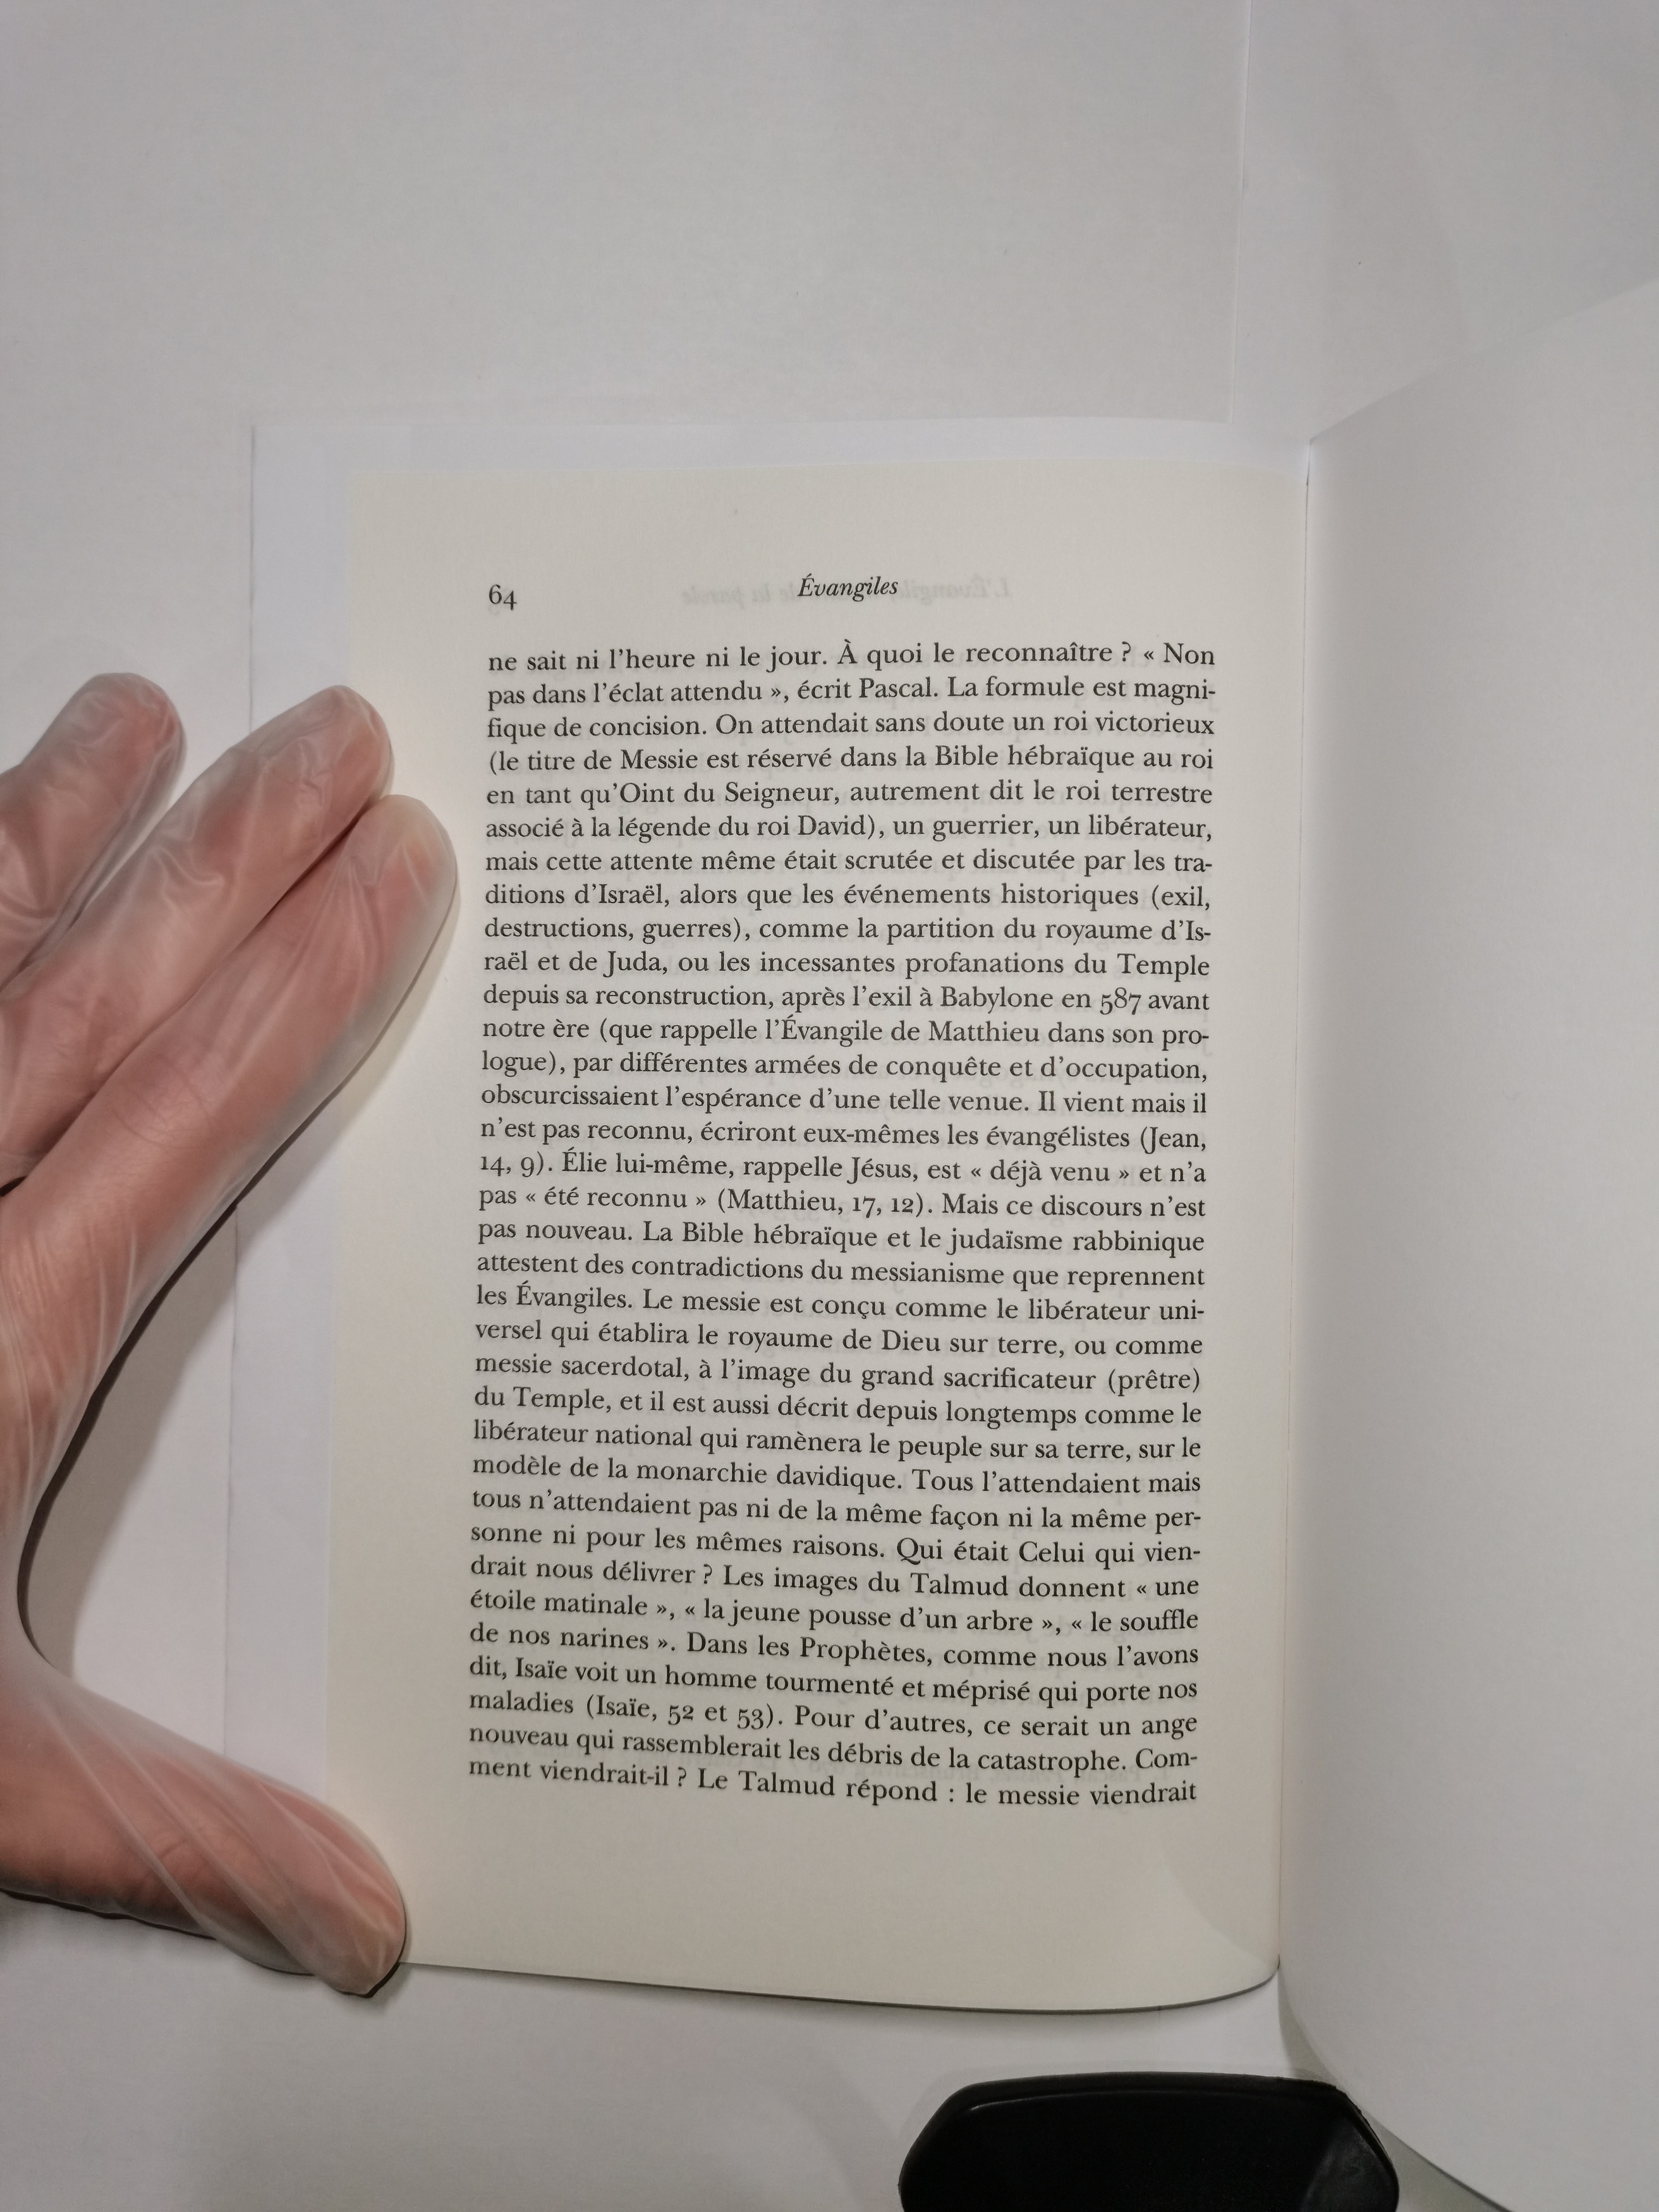 64
Évangiles
ne sait ni l'heure ni le jour. À quoi le reconnaître ? « Non
pas dans l'éclat attendu », écrit Pascal. La formule est magni-
fique de concision. On attendait sans doute un roi victorieux
(le titre de Messie est réservé dans la Bible hébraïque au roi
en tant qu'Oint du Seigneur, autrement dit le roi terrestre
associé à la légende du roi David), un guerrier, un libérateur,
mais cette attente même était scrutée et discutée par les tra-
ditions d'Israël, alors que les événements historiques (exil,
destructions, guerres), comme la partition du royaume d'Is-
raël et de Juda, ou les incessantes profanations du Temple
depuis sa reconstruction, après l'exil à Babylone en 587 avant
notre ère (que rappelle l'Évangile de Matthieu dans son pro-
logue), par différentes armées de conquête et d'occupation,
obscurcissaient l'espérance d'une telle venue. Il vient mais il
n'est pas reconnu, écriront eux-mêmes les évangélistes (Jean,
14, 9). Élie lui-même, rappelle Jésus, est « déjà venu » et n'a
pas « été reconnu » (Matthieu, 17, 12). Mais ce discours n'est
pas nouveau. La Bible hébraïque et le judaïsme rabbinique
attestent des contradictions du messianisme que reprennent
les Évangiles. Le messie est conçu comme le libérateur uni-
versel qui établira le royaume de Dieu sur terre, ou comme
messie sacerdotal, à l'image du grand sacrificateur (prêtre)
du Temple, et il est aussi décrit depuis longtemps comme le
libérateur national qui ramènera le peuple sur sa terre, sur le
modèle de la monarchie davidique. Tous l'attendaient mais
tous n'attendaient pas ni de la même façon ni la même per-
sonne ni pour les mêmes raisons. Qui était Celui qui vien-
drait nous délivrer ? Les images du Talmud donnent « une
étoile matinale », « la jeune pousse d'un arbre », « le souffle
de nos narines ». Dans les Prophètes, comme nous l'avons
dit, Isaïe voit un homme tourmenté et méprisé qui porte nos
maladies (Isaïe, 52 et 53). Pour d'autres, ce serait un ange
nouveau qui rassemblerait les débris de la catastrophe. Com-
ment viendrait-il ? Le Talmud répond : le messie viendrait